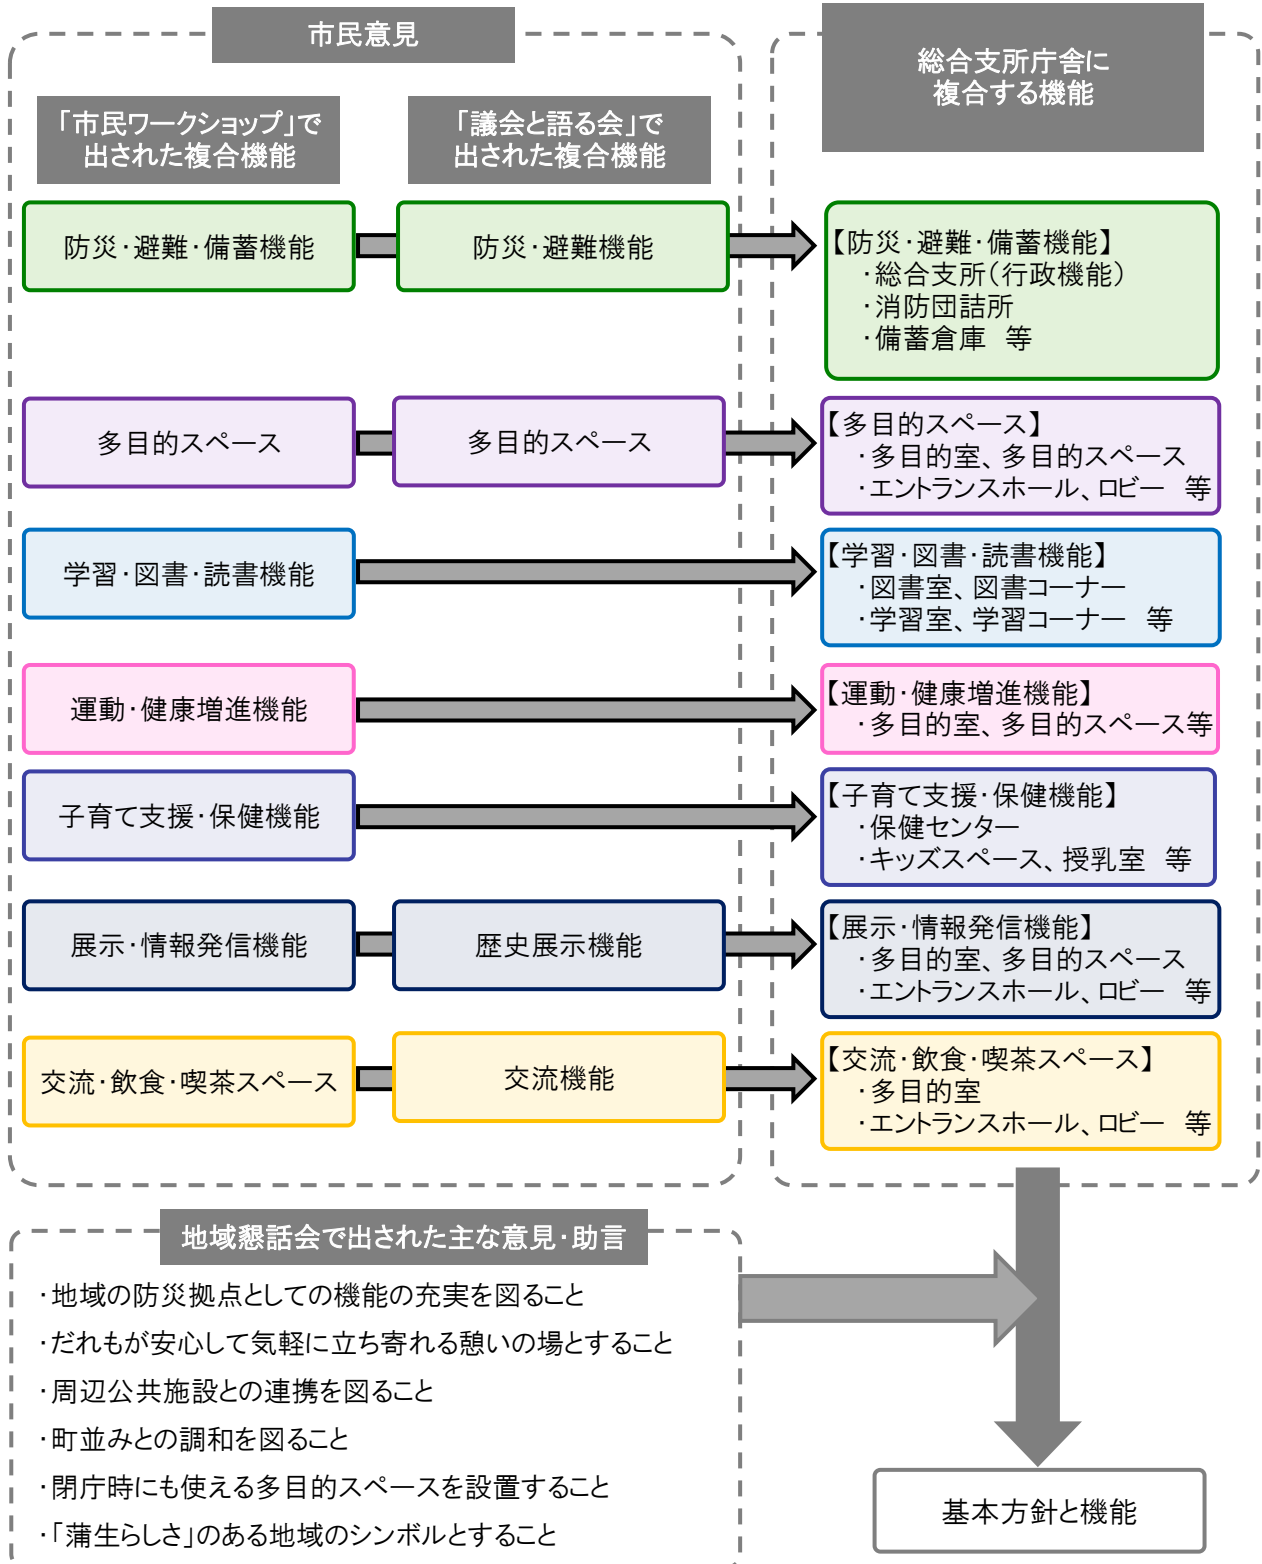 市民意見
総合支所庁舎に
複合する機能
「市民ワークショップ」で
出された複合機能
「議会と語る会」で
出された複合機能
防災・避難・備蓄機能
防災・避難機能
【防災・避難・備蓄機能】
・総合支所(行政機能)
・消防団詰所
・備蓄倉庫　等
多目的スペース
多目的スペース
【多目的スペース】
・多目的室、多目的スペース
・エントランスホール、ロビー　等
学習・図書・読書機能
【学習・図書・読書機能】
・図書室、図書コーナー
・学習室、学習コーナー　等
運動・健康増進機能
【運動・健康増進機能】
・多目的室、多目的スペース等
子育て支援・保健機能
【子育て支援・保健機能】
・保健センター
・キッズスペース、授乳室　等
展示・情報発信機能
歴史展示機能
【展示・情報発信機能】
・多目的室、多目的スペース
・エントランスホール、ロビー　等
交流・飲食・喫茶スペース
交流機能
【交流・飲食・喫茶スペース】
・多目的室
・エントランスホール、ロビー　等
地域懇話会で出された主な意見・助言
・地域の防災拠点としての機能の充実を図ること
・だれもが安心して気軽に立ち寄れる憩いの場とすること
・周辺公共施設との連携を図ること
・町並みとの調和を図ること
・閉庁時にも使える多目的スペースを設置すること
・「蒲生らしさ」のある地域のシンボルとすること
基本方針と機能